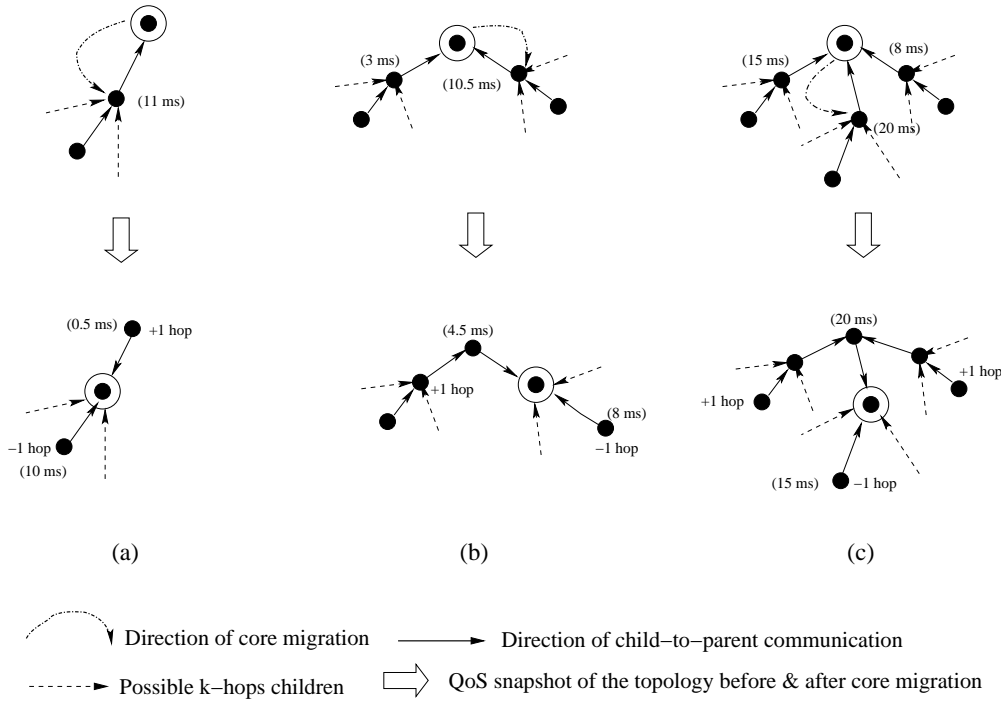 (11 ms)
(3 ms)
(10.5 ms)
(15 ms)
(8 ms)
(20 ms)
(0.5 ms)
+1 hop
−1 hop
(10 ms)
(4.5 ms)
+1 hop
(8 ms)
−1 hop
(20 ms)
+1 hop
+1 hop
(15 ms)
−1 hop
(a)
(b)
(c)
Direction of core migration
Direction of child−to−parent communication
Possible k−hops children
QoS snapshot of the topology before & after core migration